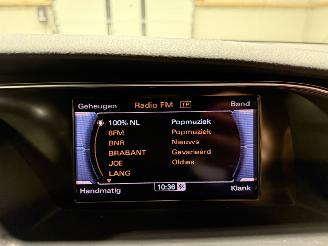 Geheugen Radio FM TP Band
100% NL Popmuziek
8FM Popmuziek
BNR Nieuws
BRABANT Gevarieerd
JOE Oldies
LANG
Handmatig 10:36 Klank